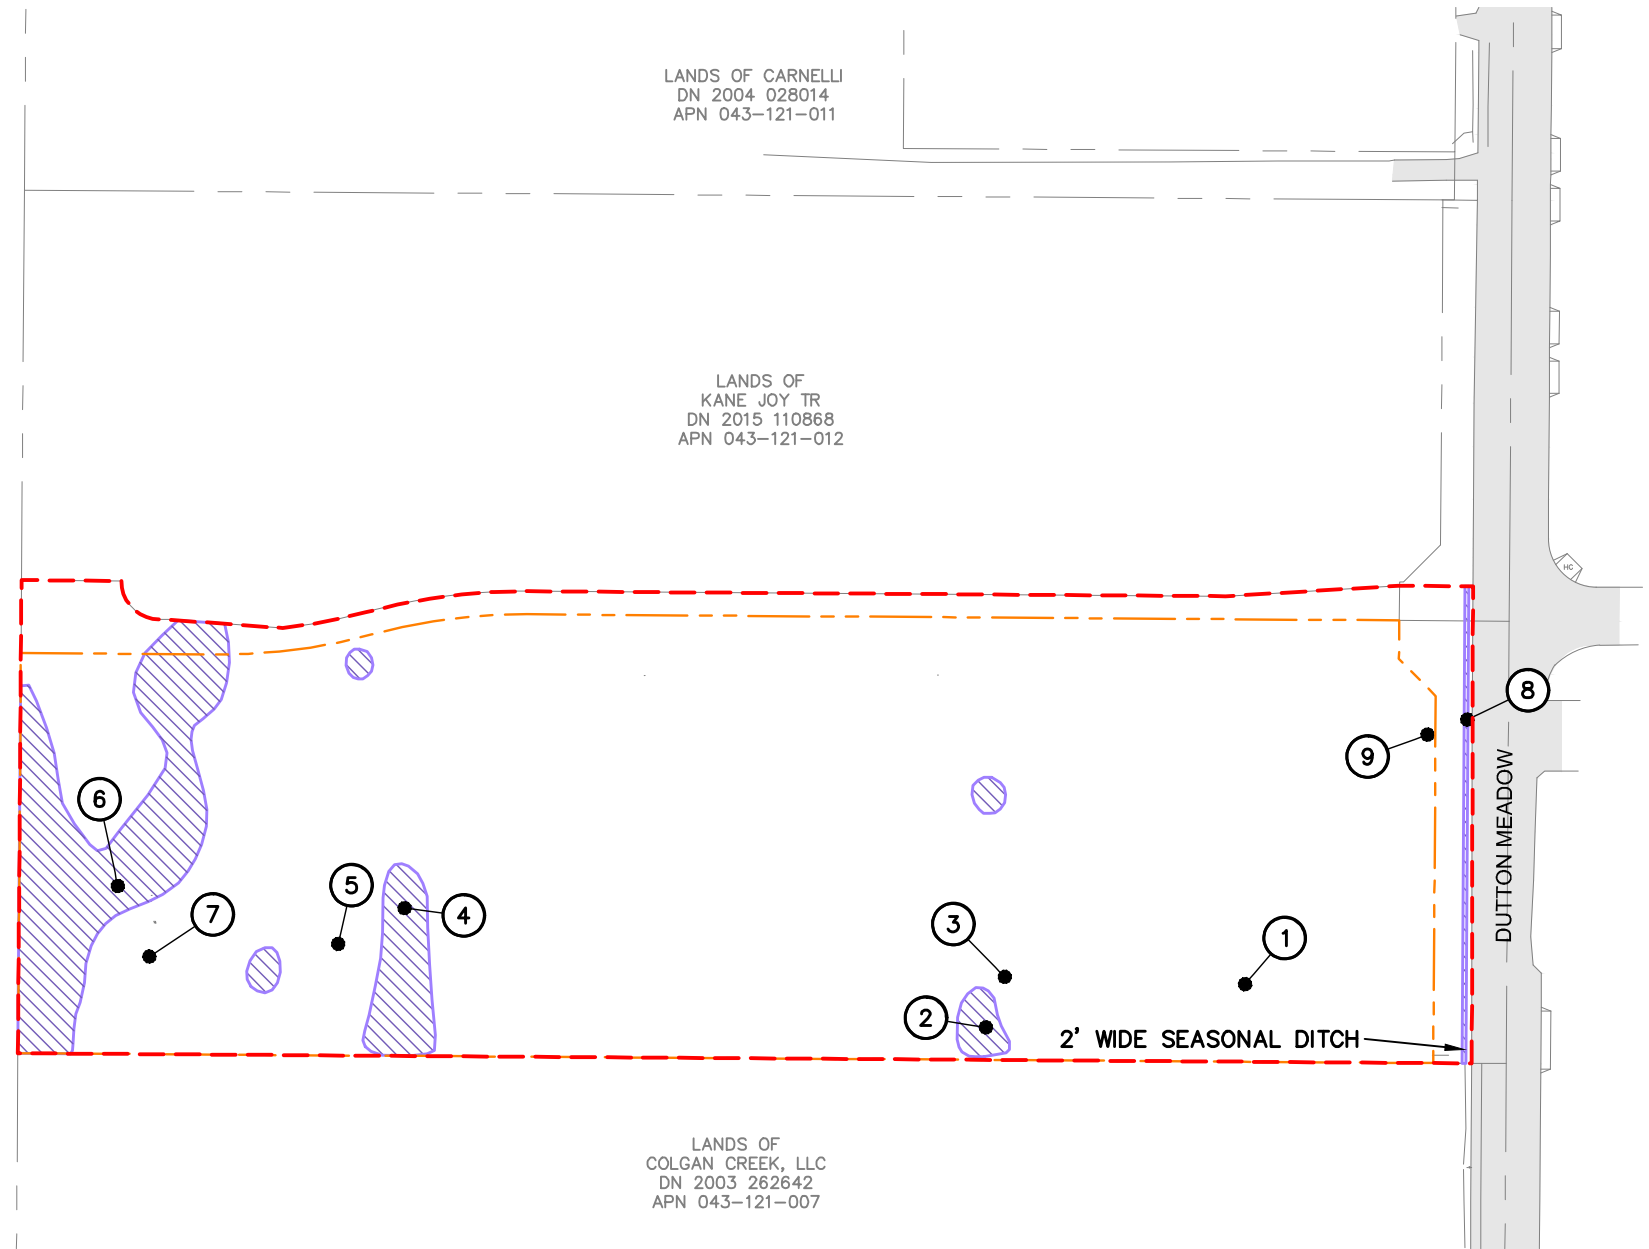 LANDS OF CARNELLI
DN 2004 028014
APN 043-121-011
LANDS OF
KANE JOY TR
DN 2015 110868
APN 043-121-012
HC
8
9
6
5
7
4
3
1
2
DUTTON MEADOW
2' WIDE SEASONAL DITCH
LANDS OF
COLGAN CREEK, LLC
DN 2003 262642
APN 043-121-007